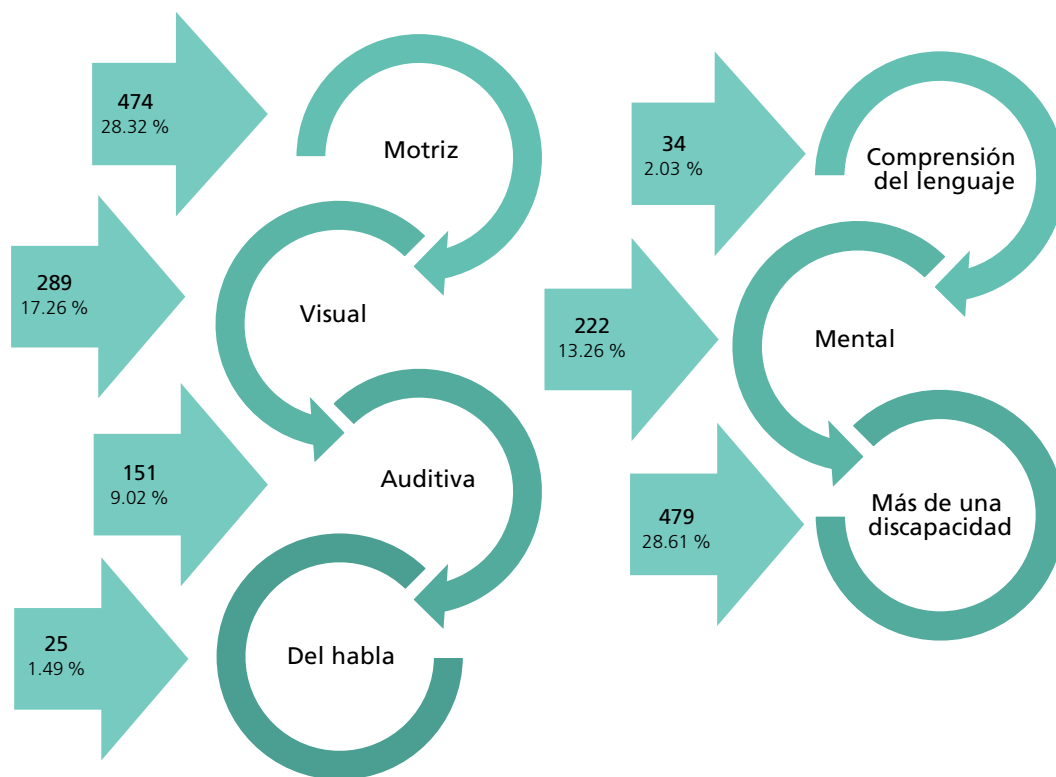 474
28.32 %
Motriz
289
17.26 %
Visual
151
9.02 %
Auditiva
25
1.49 %
Del habla
34
2.03 %
Comprensión
del lenguaje
222
13.26 %
Mental
479
28.61 %
Más de una
discapacidad